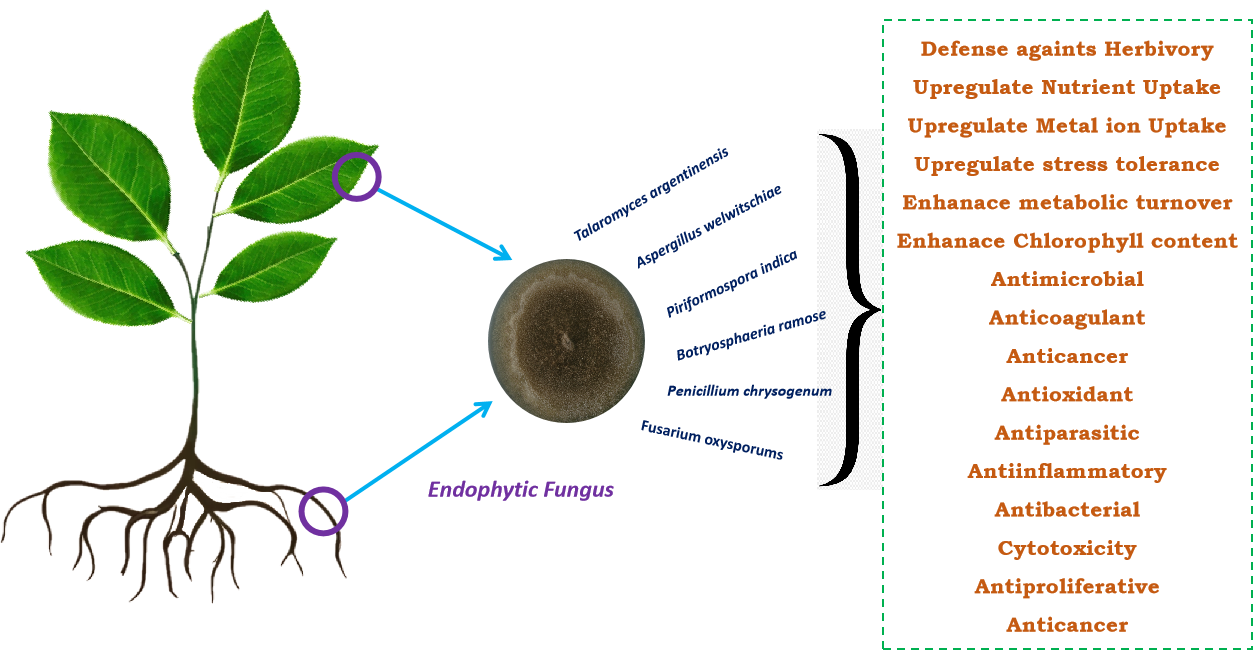 Talaromyces argentinensis
Aspergillus welwitschiae
Piriformospora indica
Botryosphaeria ramose
Penicillium chrysogenum
Fusarium oxysporums
Endophytic Fungus
Defense againts Herbivory
Upregulate Nutrient Uptake
Upregulate Metal ion Uptake
Upregulate stress tolerance
Enhanace metabolic turnover
Enhanace Chlorophyll content
Antimicrobial
Anticoagulant
Anticancer
Antioxidant
Antiparasitic
Antiinflammatory
Antibacterial
Cytotoxicity
Antiproliferative
Anticancer